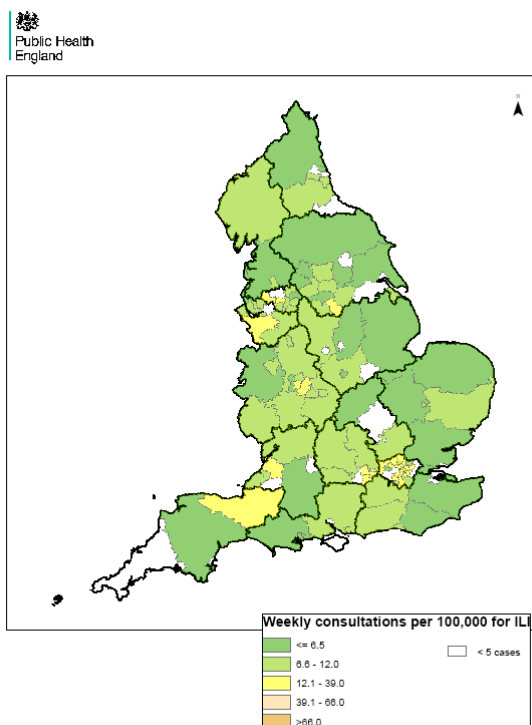 Public Health
England
N
Weekly consultations per 100,000 for ILI
<= 6.5
6.6 - 12.0
12.1 - 39.0
39.1 - 66.0
>66.0
< 5 cases